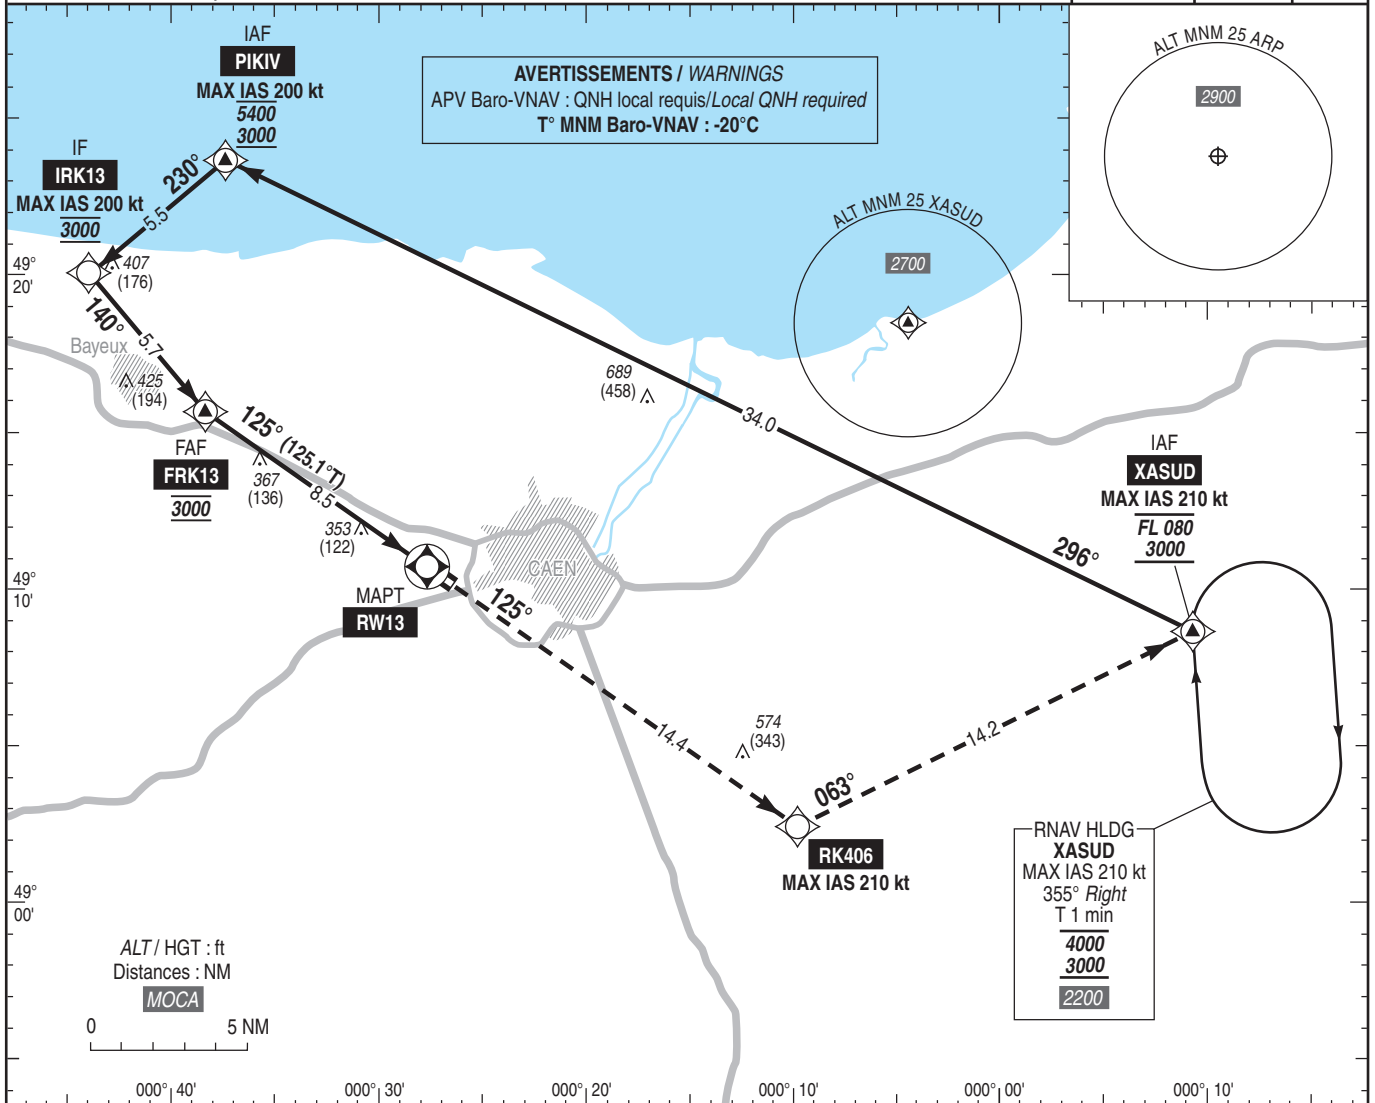 IAF
PIKIV
MAX IAS 200 kt
5400
3000
AVERTISSEMENTS / WARNINGS
APV Baro-VNAV : QNH local requis/Local QNH required
T° MNM Baro-VNAV : -20°C
ALT MNM 25 ARP
2900
IF
IRK13
MAX IAS 200 kt
3000
230°
5.5
ALT MNM 25 XASUD
2700
49°
20'
407
(176)
140°
5.7
Bayeux
425
(194)
689
(458)
34.0
FAF
FRK13
3000
125° (125.1°T)
8.5
367
(136)
353
(122)
IAF
XASUD
MAX IAS 210 kt
FL 080
3000
296°
CAEN
49°
10'
MAPT
RW13
125°
14.4
574
(343)
14.2
063°
RK406
MAX IAS 210 kt
RNAV HLDG
XASUD
MAX IAS 210 kt
355° Right
T 1 min
4000
3000
2200
49°
00'
ALT / HGT : ft
Distances : NM
MOCA
0 5 NM
000° 40' 000° 30' 000° 20' 000° 10' 000° 00' 000° 10'